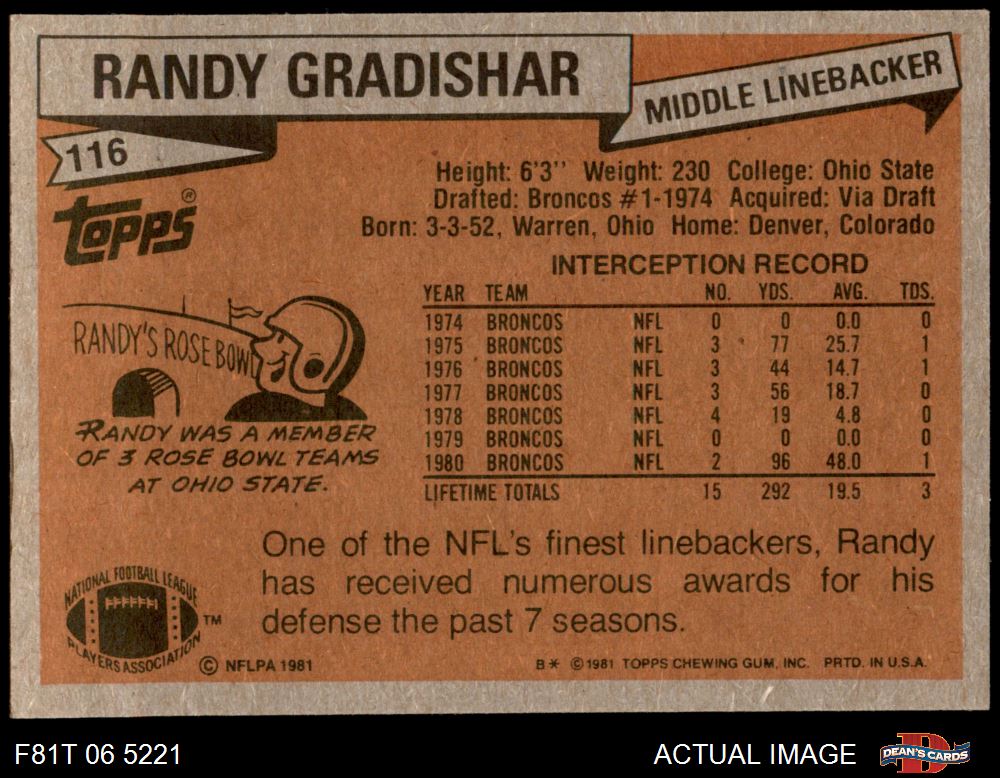 RANDY GRADISHAR
MIDDLE LINEBACKER
116
topps®
Height: 6'3'' Weight: 230 College: Ohio State
Drafted: Broncos #1-1974 Acquired: Via Draft
Born: 3-3-52, Warren, Ohio Home: Denver, Colorado
INTERCEPTION RECORD
YEAR TEAM NO. YDS. AVG. TDS.
1974 BRONCOS NFL 0 0 0.0 0
1975 BRONCOS NFL 3 77 25.7 1
1976 BRONCOS NFL 3 44 14.7 1
1977 BRONCOS NFL 3 56 18.7 0
1978 BRONCOS NFL 4 19 4.8 0
1979 BRONCOS NFL 0 0 0.0 0
1980 BRONCOS NFL 2 96 48.0 1
LIFETIME TOTALS 15 292 19.5 3
RANDY'S ROSE BOWL
RANDY WAS A MEMBER
OF 3 ROSE BOWL TEAMS
AT OHIO STATE.
One of the NFL's finest linebackers, Randy
has received numerous awards for his
defense the past 7 seasons.
NATIONAL FOOTBALL LEAGUE
PLAYERS ASSOCIATION
TM
© NFLPA 1981
B* ©1981 TOPPS CHEWING GUM, INC. PRTD. IN U.S.A.
F81T 06 5221
ACTUAL IMAGE
DEAN'S CARDS